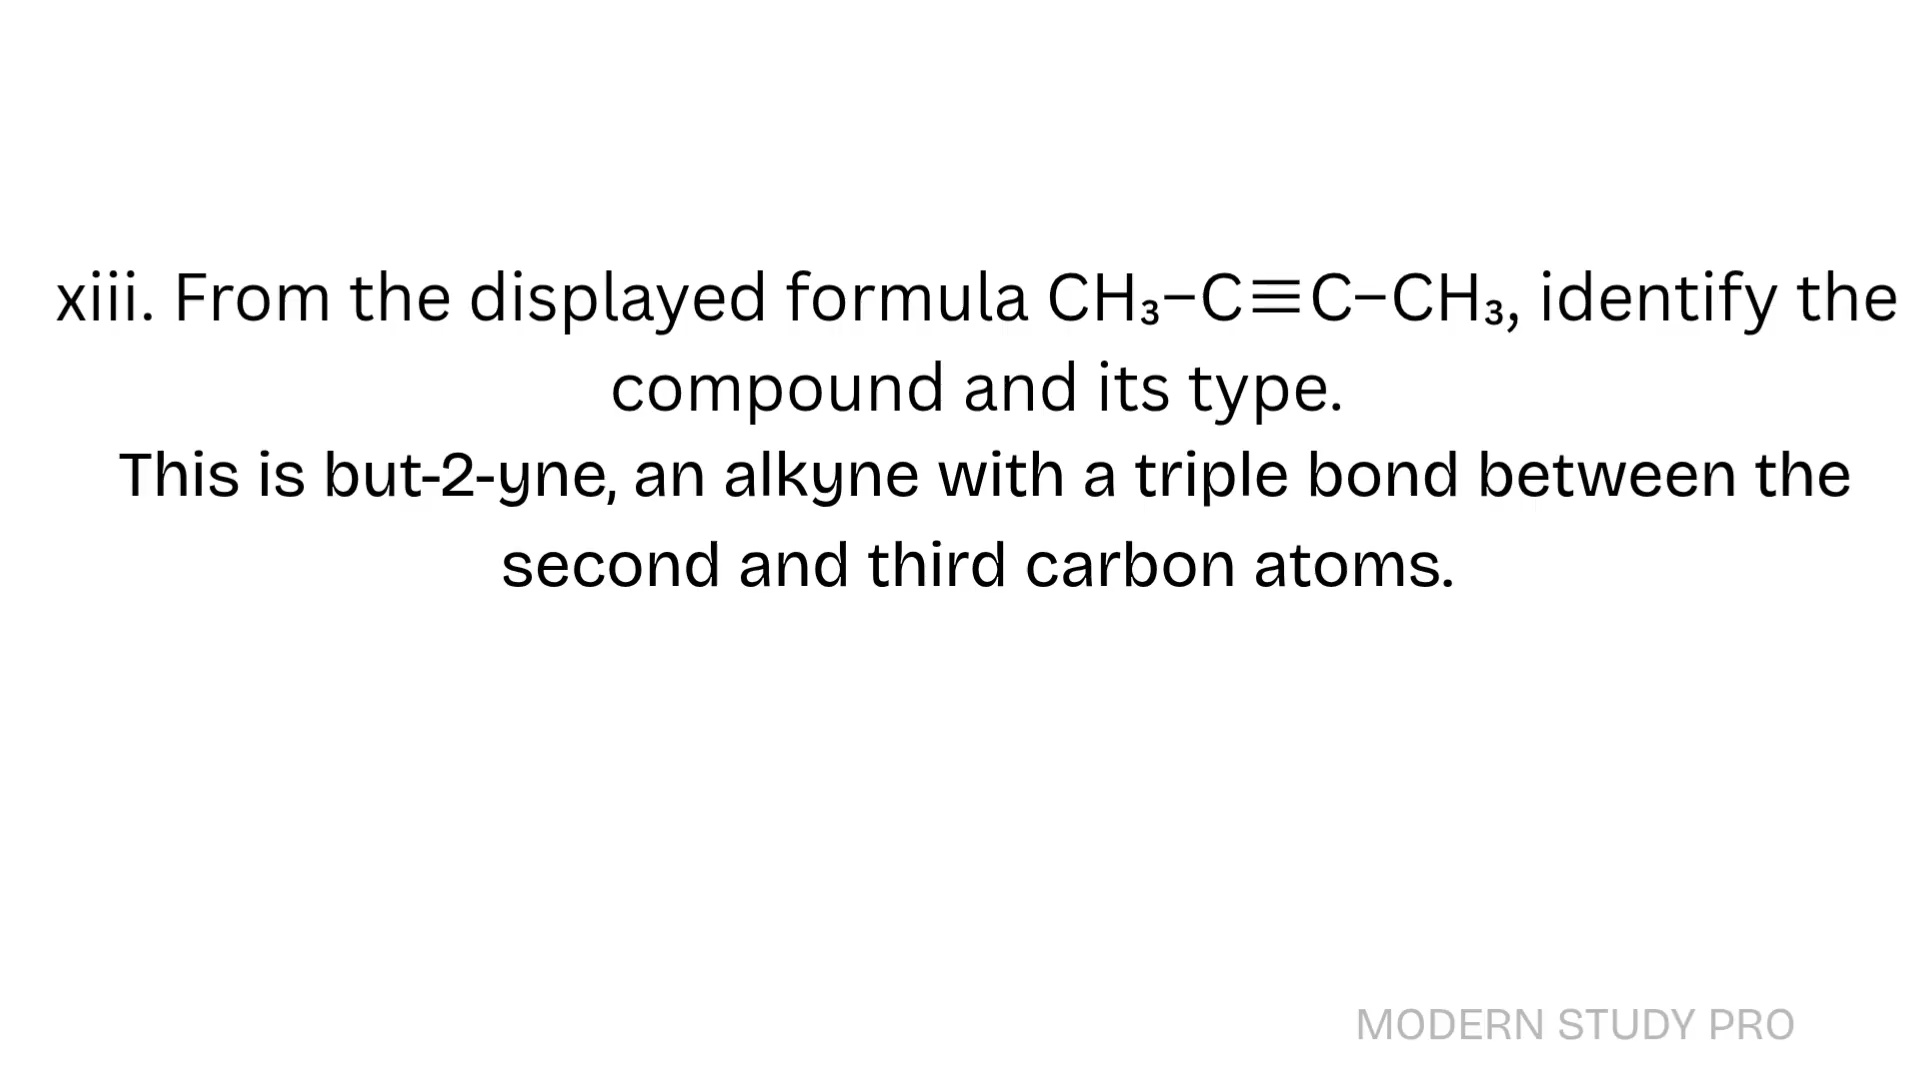 xiii. From the displayed formula CH₃−C≡C−CH₃, identify the
compound and its type.
This is but-2-yne, an alkyne with a triple bond between the
second and third carbon atoms.
MODERN STUDY PRO